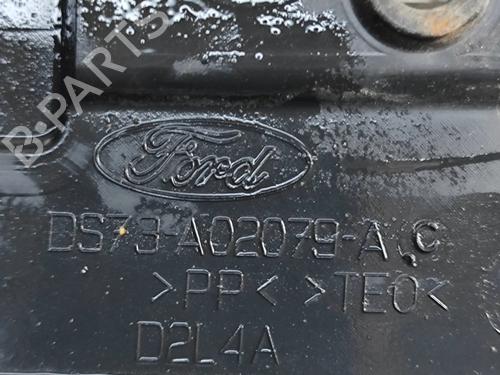 B-PARTS
Ford
DS73-A02079-A C
>PP< >TEO<
D2L4A